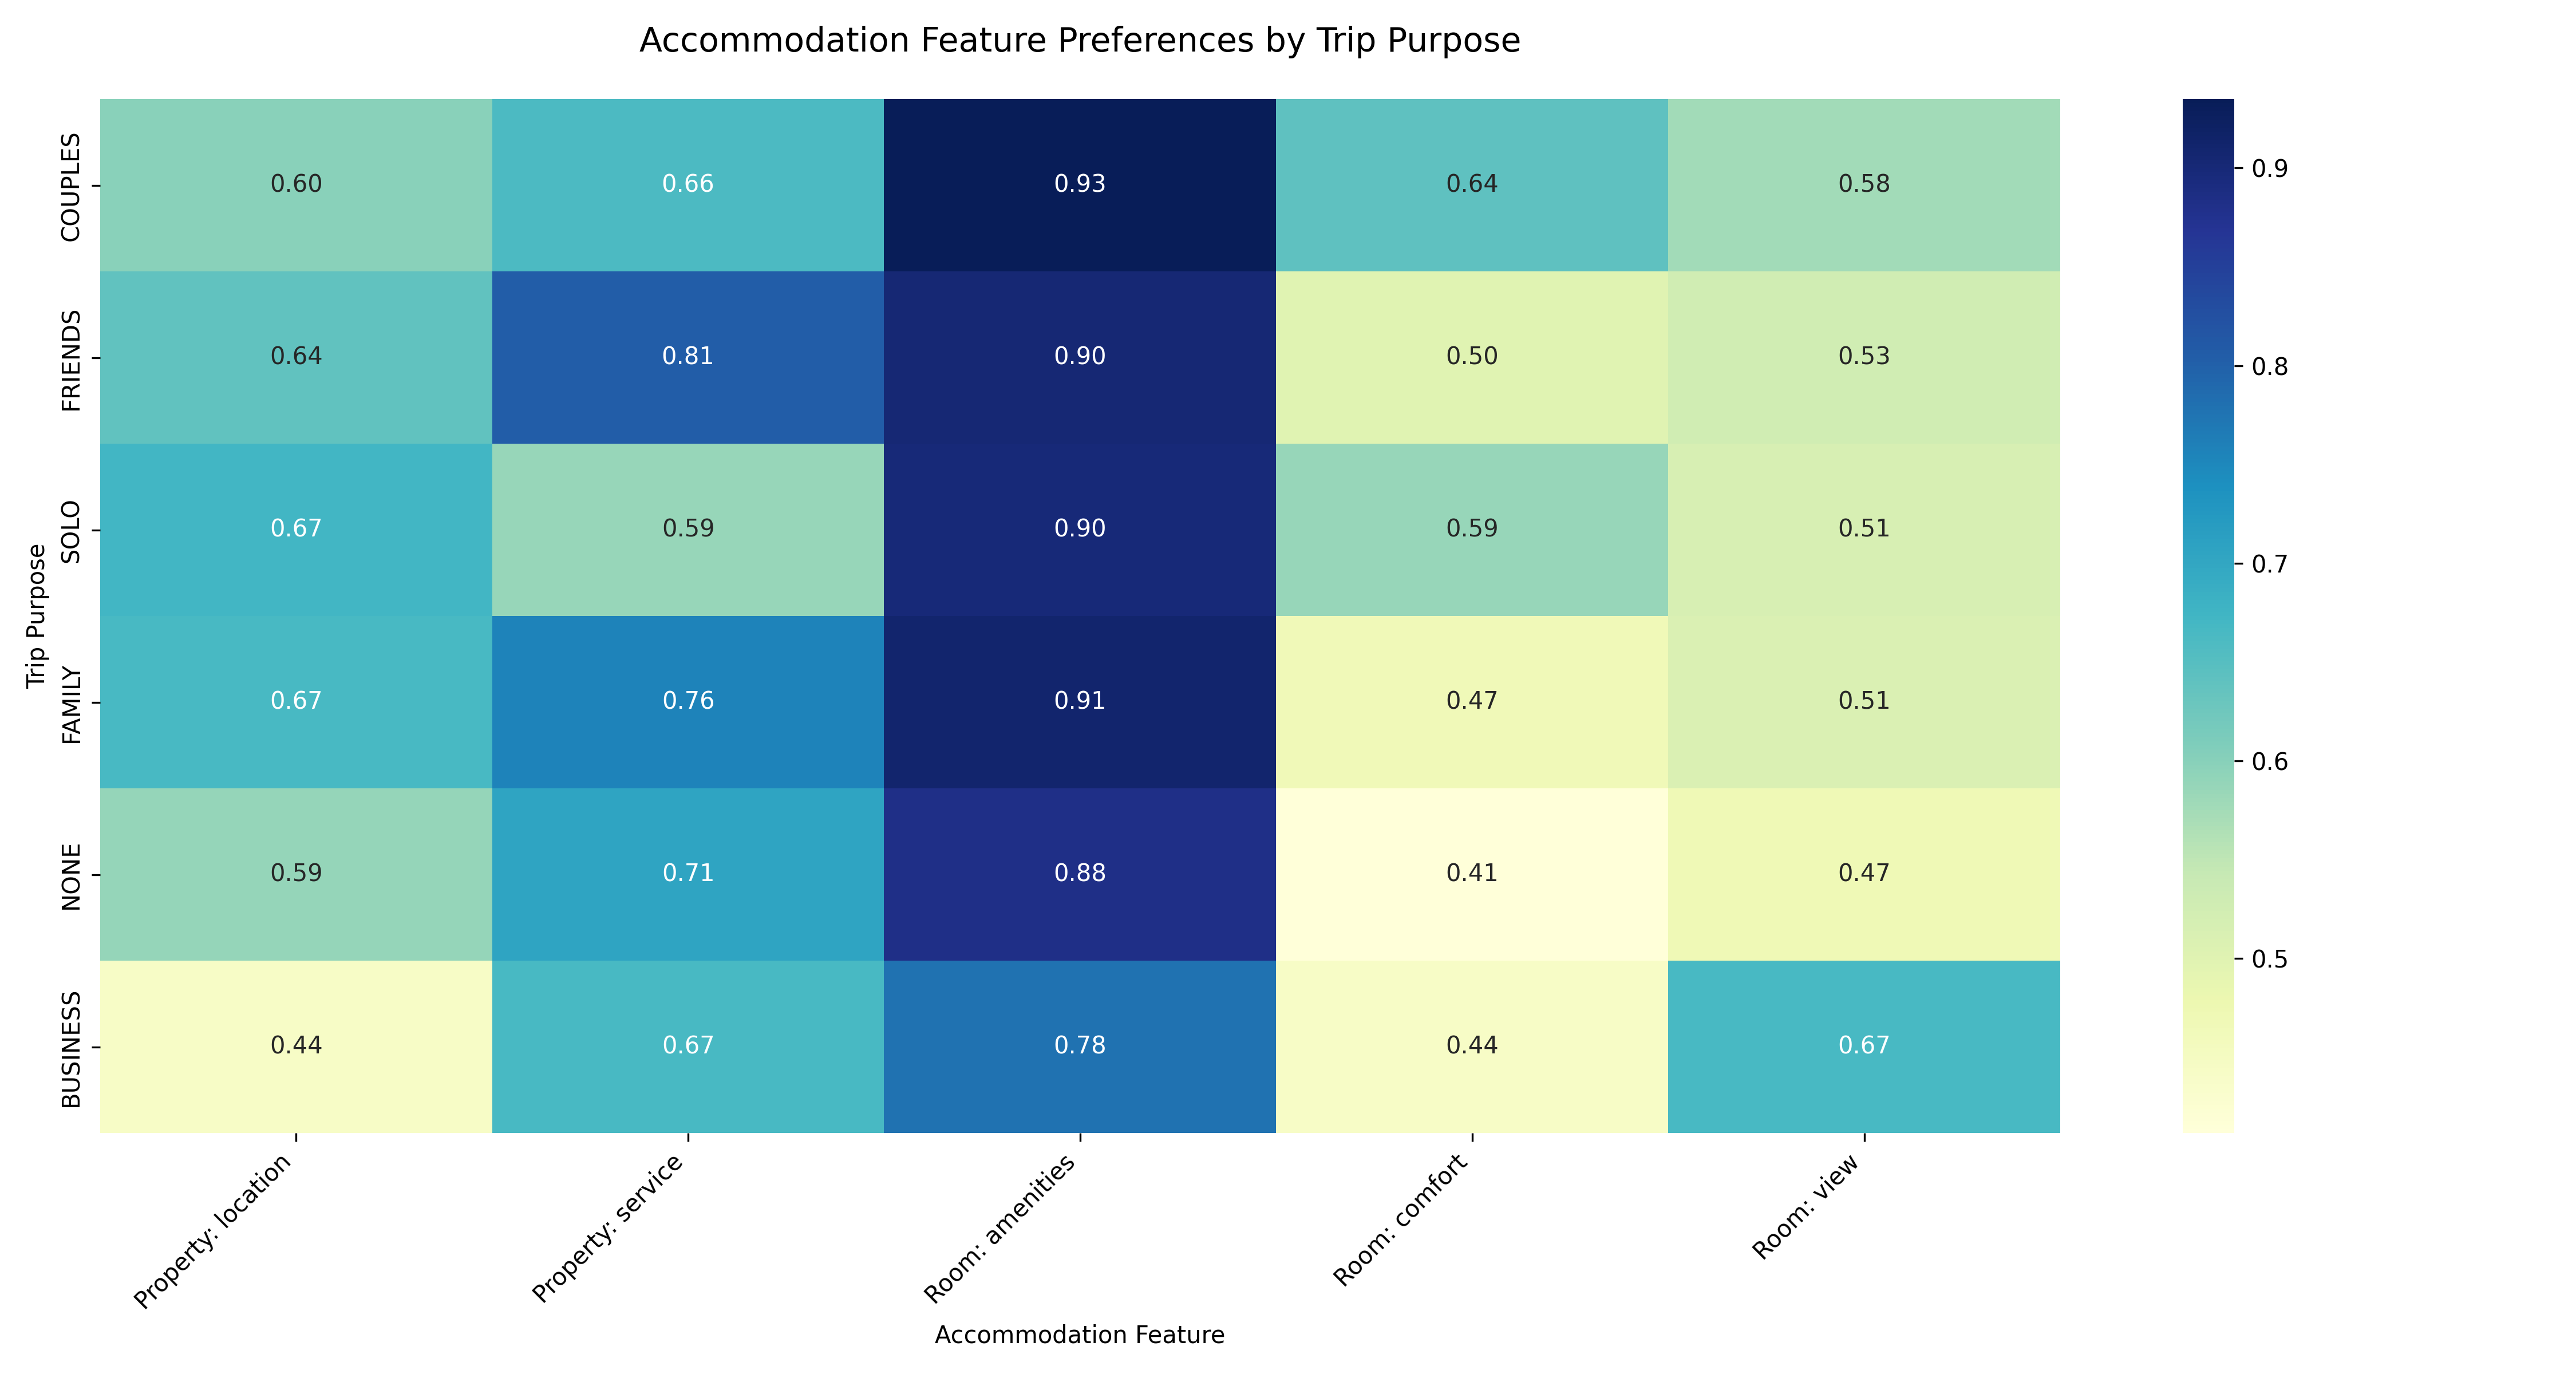 Accommodation Feature Preferences by Trip Purpose
Trip Purpose
COUPLES 0.60 0.66 0.93 0.64 0.58
FRIENDS 0.64 0.81 0.90 0.50 0.53
SOLO 0.67 0.59 0.90 0.59 0.51
FAMILY 0.67 0.76 0.91 0.47 0.51
NONE 0.59 0.71 0.88 0.41 0.47
BUSINESS 0.44 0.67 0.78 0.44 0.67
Property: location
Property: service
Room: amenities
Room: comfort
Room: view
Accommodation Feature
0.9
0.8
0.7
0.6
0.5